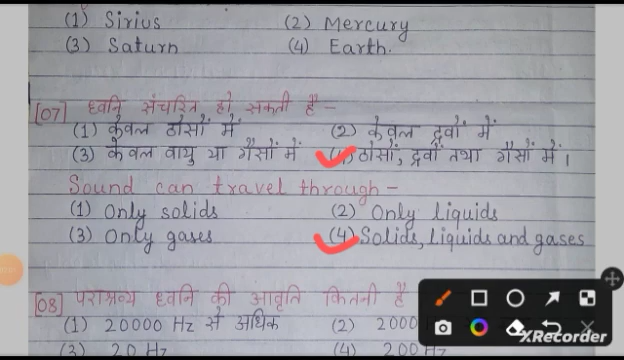 (1) Sirius (2) Mercury
(3) Saturn (4) Earth.
[07] ध्वनि संचरित हो सकती है -
(1) केवल ठोसों में (2) केवल द्रवों में
(3) केवल वायु या गैसों में (4) ठोसों, द्रवों तथा गैसों में।
Sound can travel through -
(1) Only solids (2) Only liquids
(3) Only gases (4) Solids, liquids and gases
[08] पराश्रव्य ध्वनि की आवृति कितनी है
(1) 20000 Hz से अधिक (2) 2000
(3) 20 Hz (4) 200 Hz
XRecorder